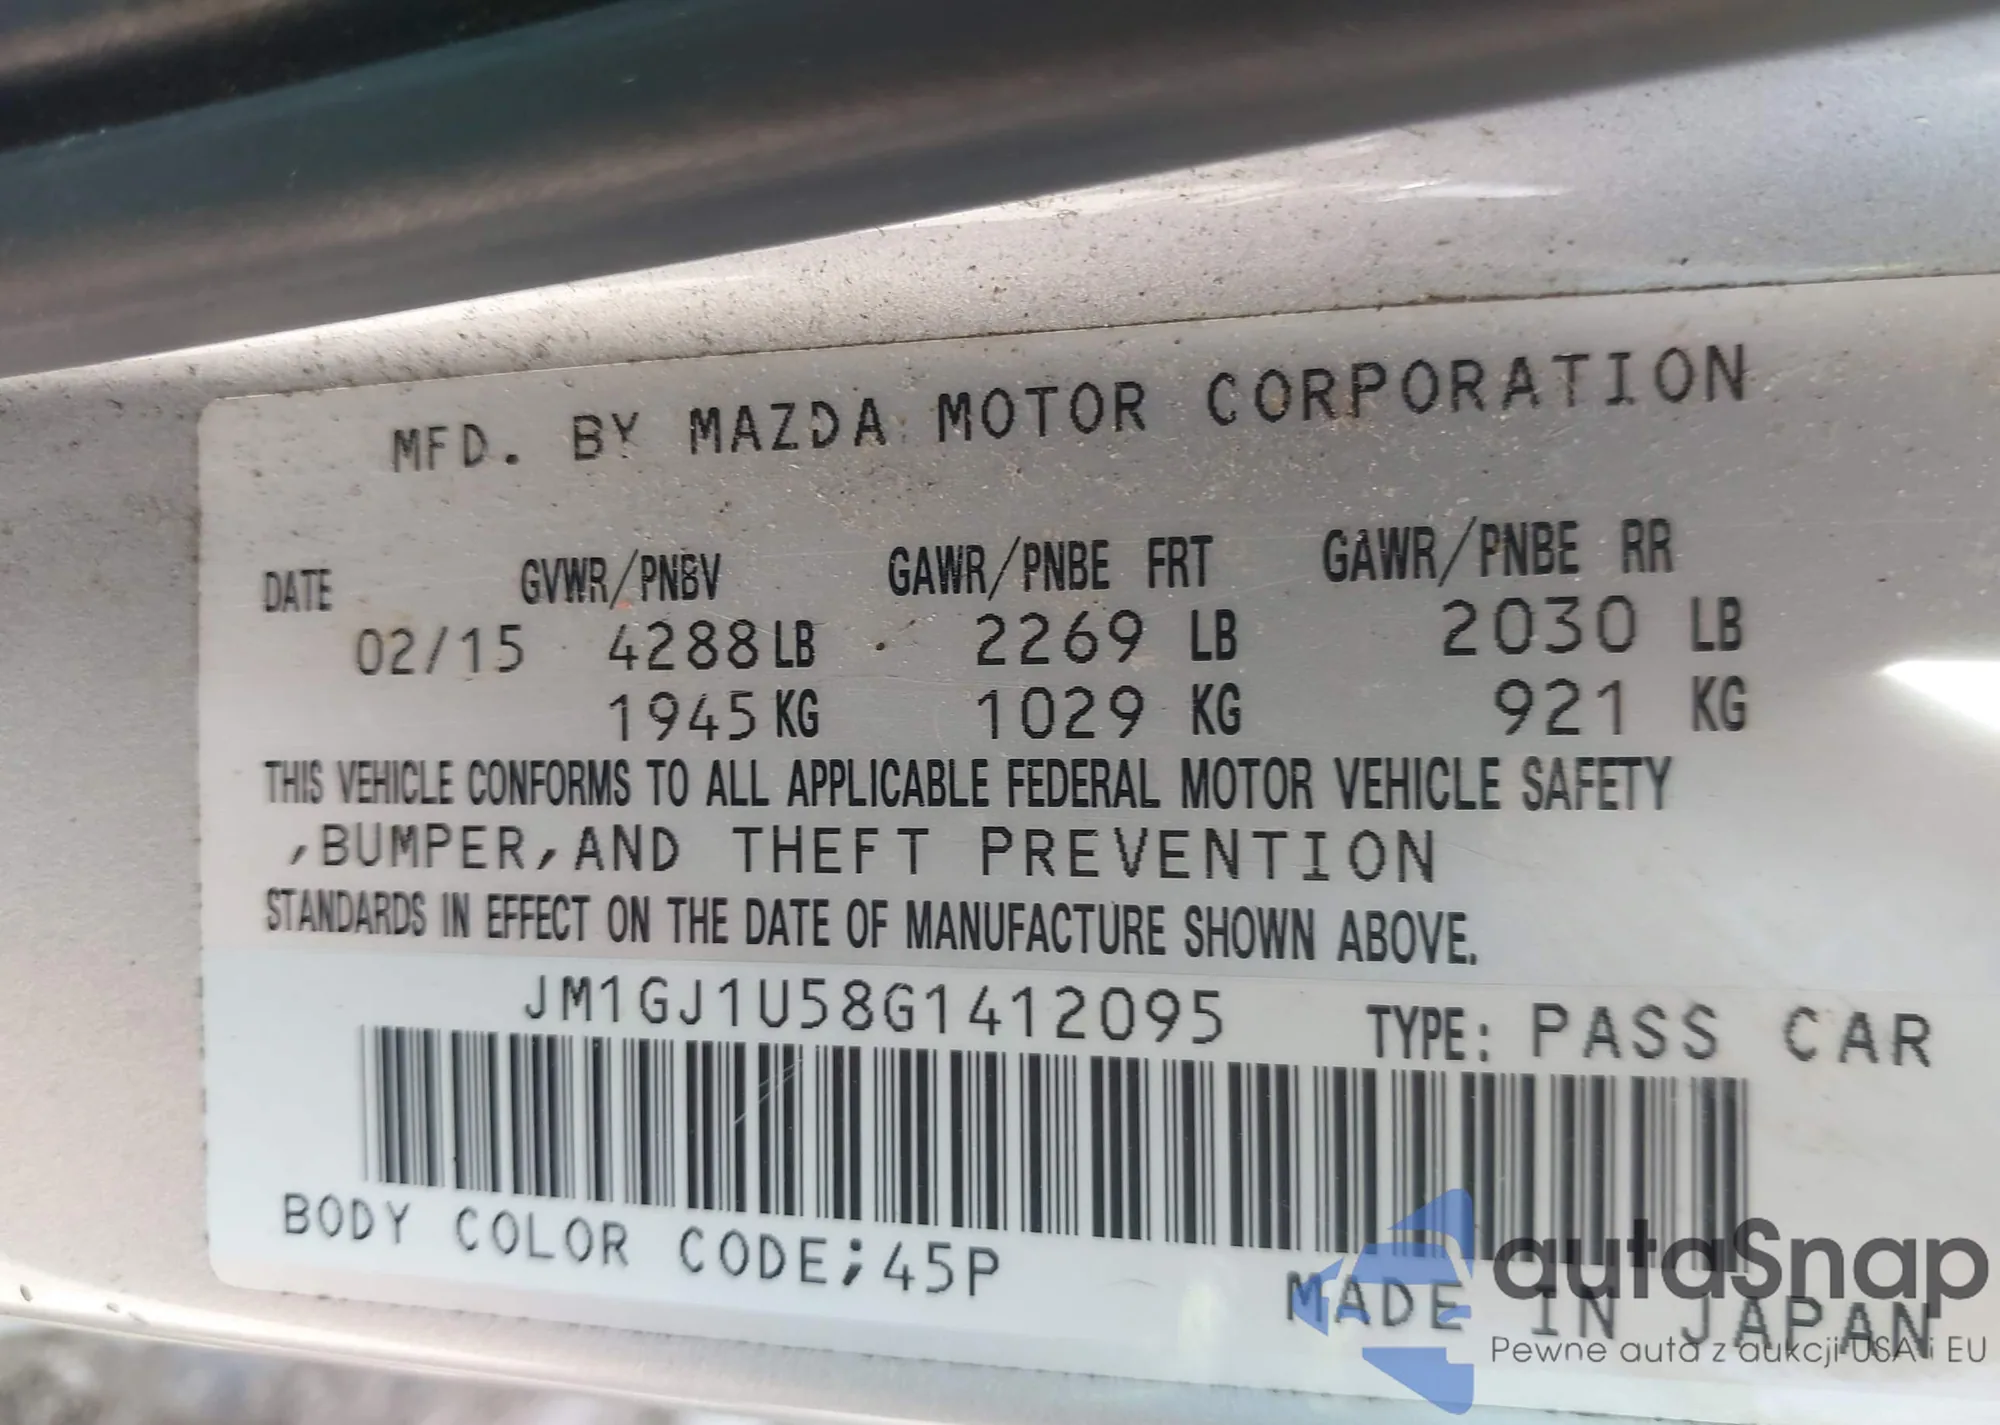 MFD. BY MAZDA MOTOR CORPORATION
DATE GVWR/PNBV GAWR/PNBE FRT GAWR/PNBE RR
02/15 4288 LB 2269 LB 2030 LB
1945 KG 1029 KG 921 KG
THIS VEHICLE CONFORMS TO ALL APPLICABLE FEDERAL MOTOR VEHICLE SAFETY
,BUMPER,AND THEFT PREVENTION
STANDARDS IN EFFECT ON THE DATE OF MANUFACTURE SHOWN ABOVE.
JM1GJ1U58G1412095 TYPE: PASS CAR
BODY COLOR CODE;45P
MADE IN JAPAN
autaSnap
Pewne auta z aukcji USA i EU